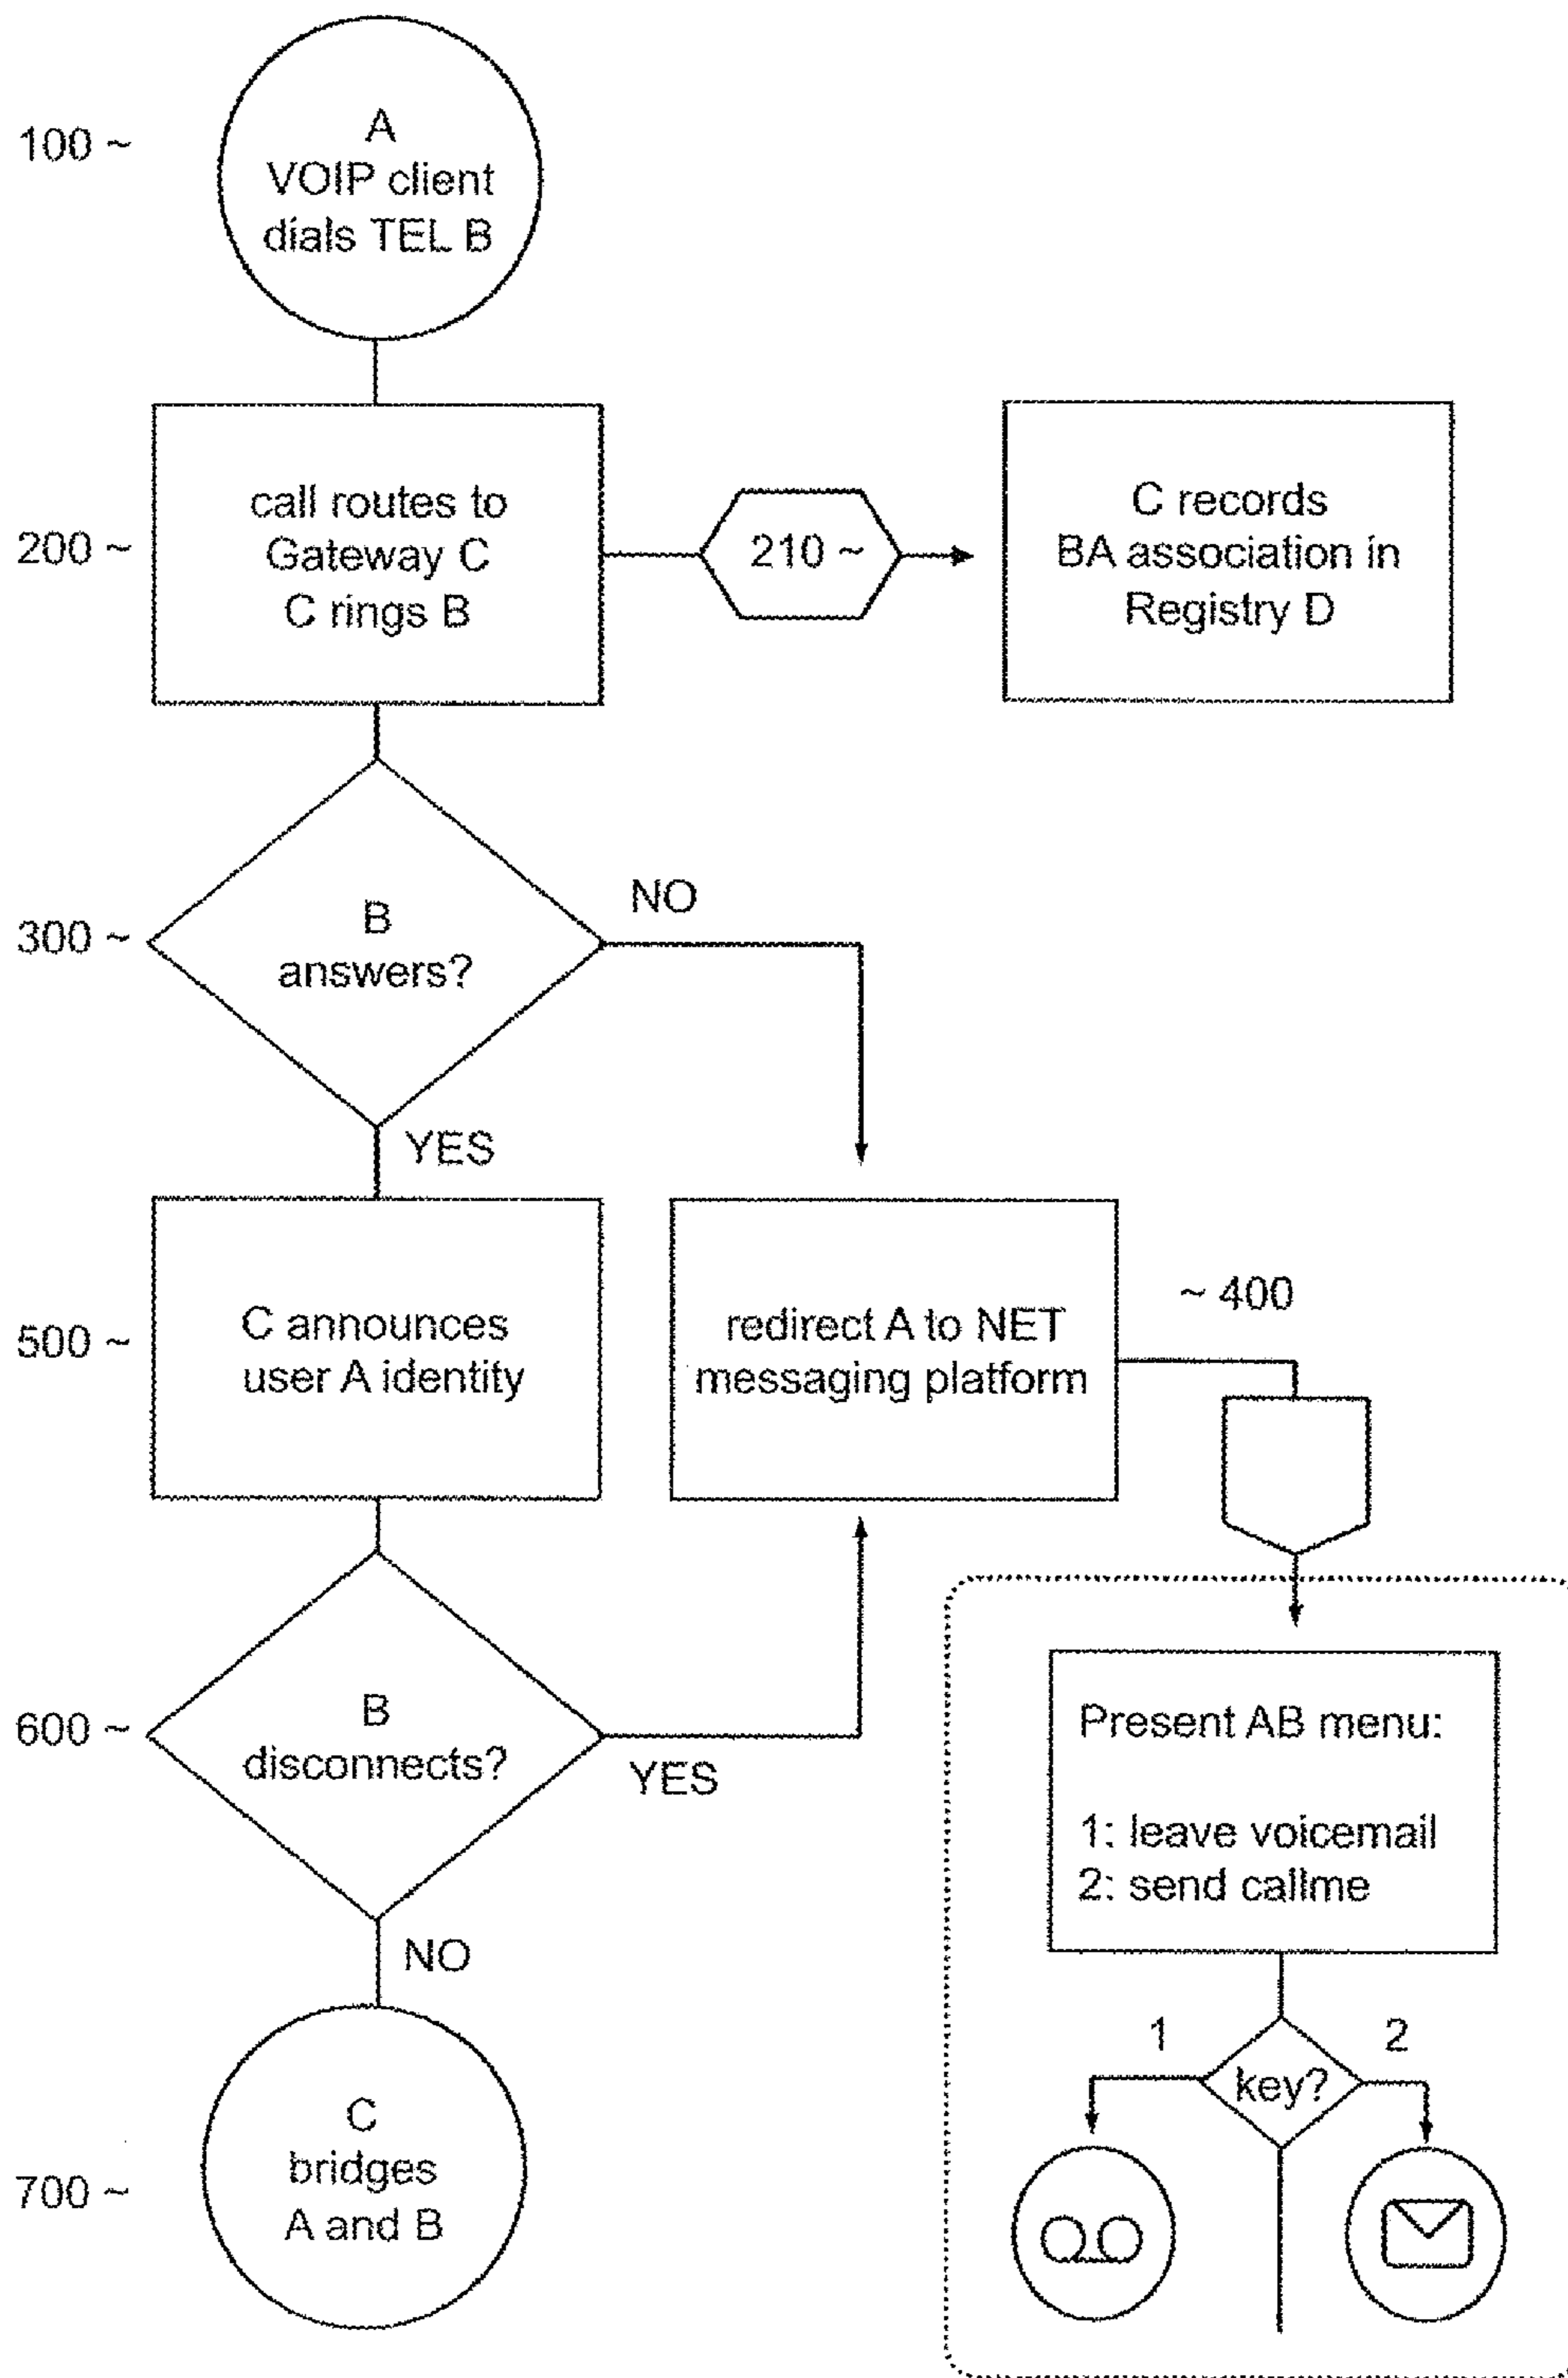 100 ~
A
VOIP client
dials TEL B
200 ~
call routes to
Gateway C
C rings B
210 ~
C records
BA association in
Registry D
300 ~
B
answers?
NO
YES
500 ~
C announces
user A identity
redirect A to NET
messaging platform
~ 400
600 ~
B
disconnects?
YES
NO
Present AB menu:
1: leave voicemail
2: send callme
1
key?
2
700 ~
C
bridges
A and B